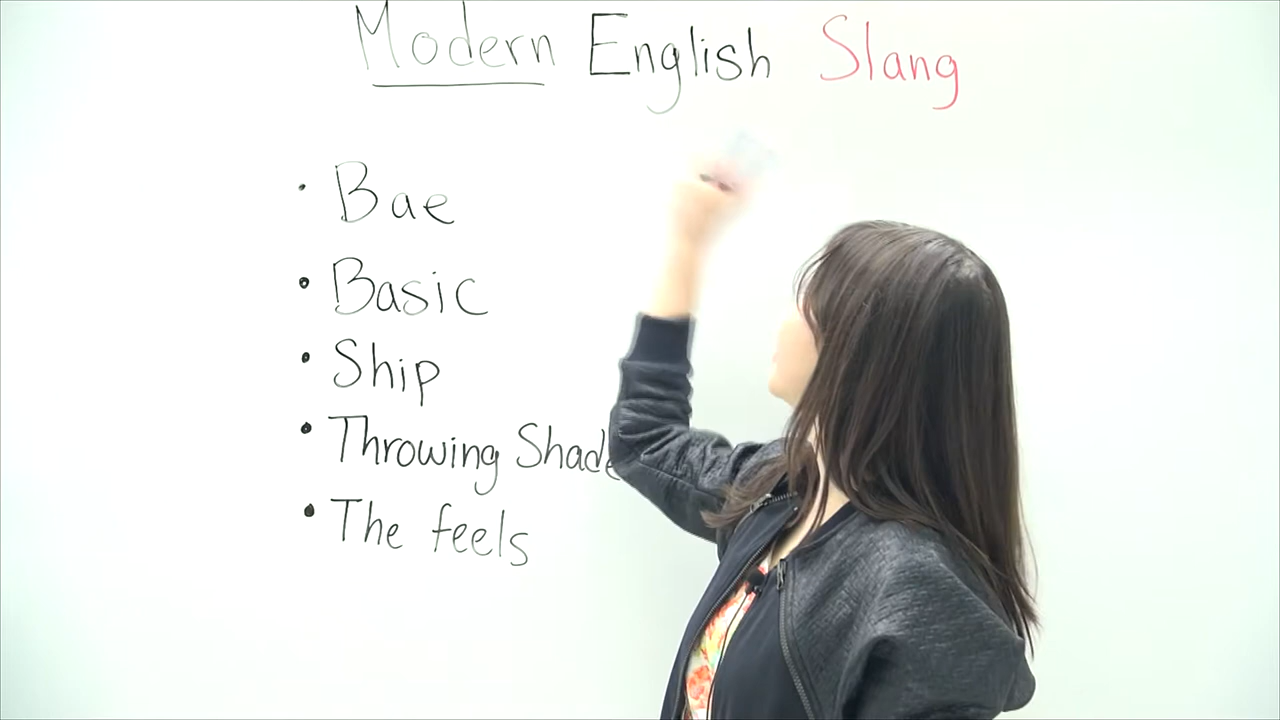 Modern English Slang
• Bae
• Basic
• Ship
• Throwing Shade
• The feels